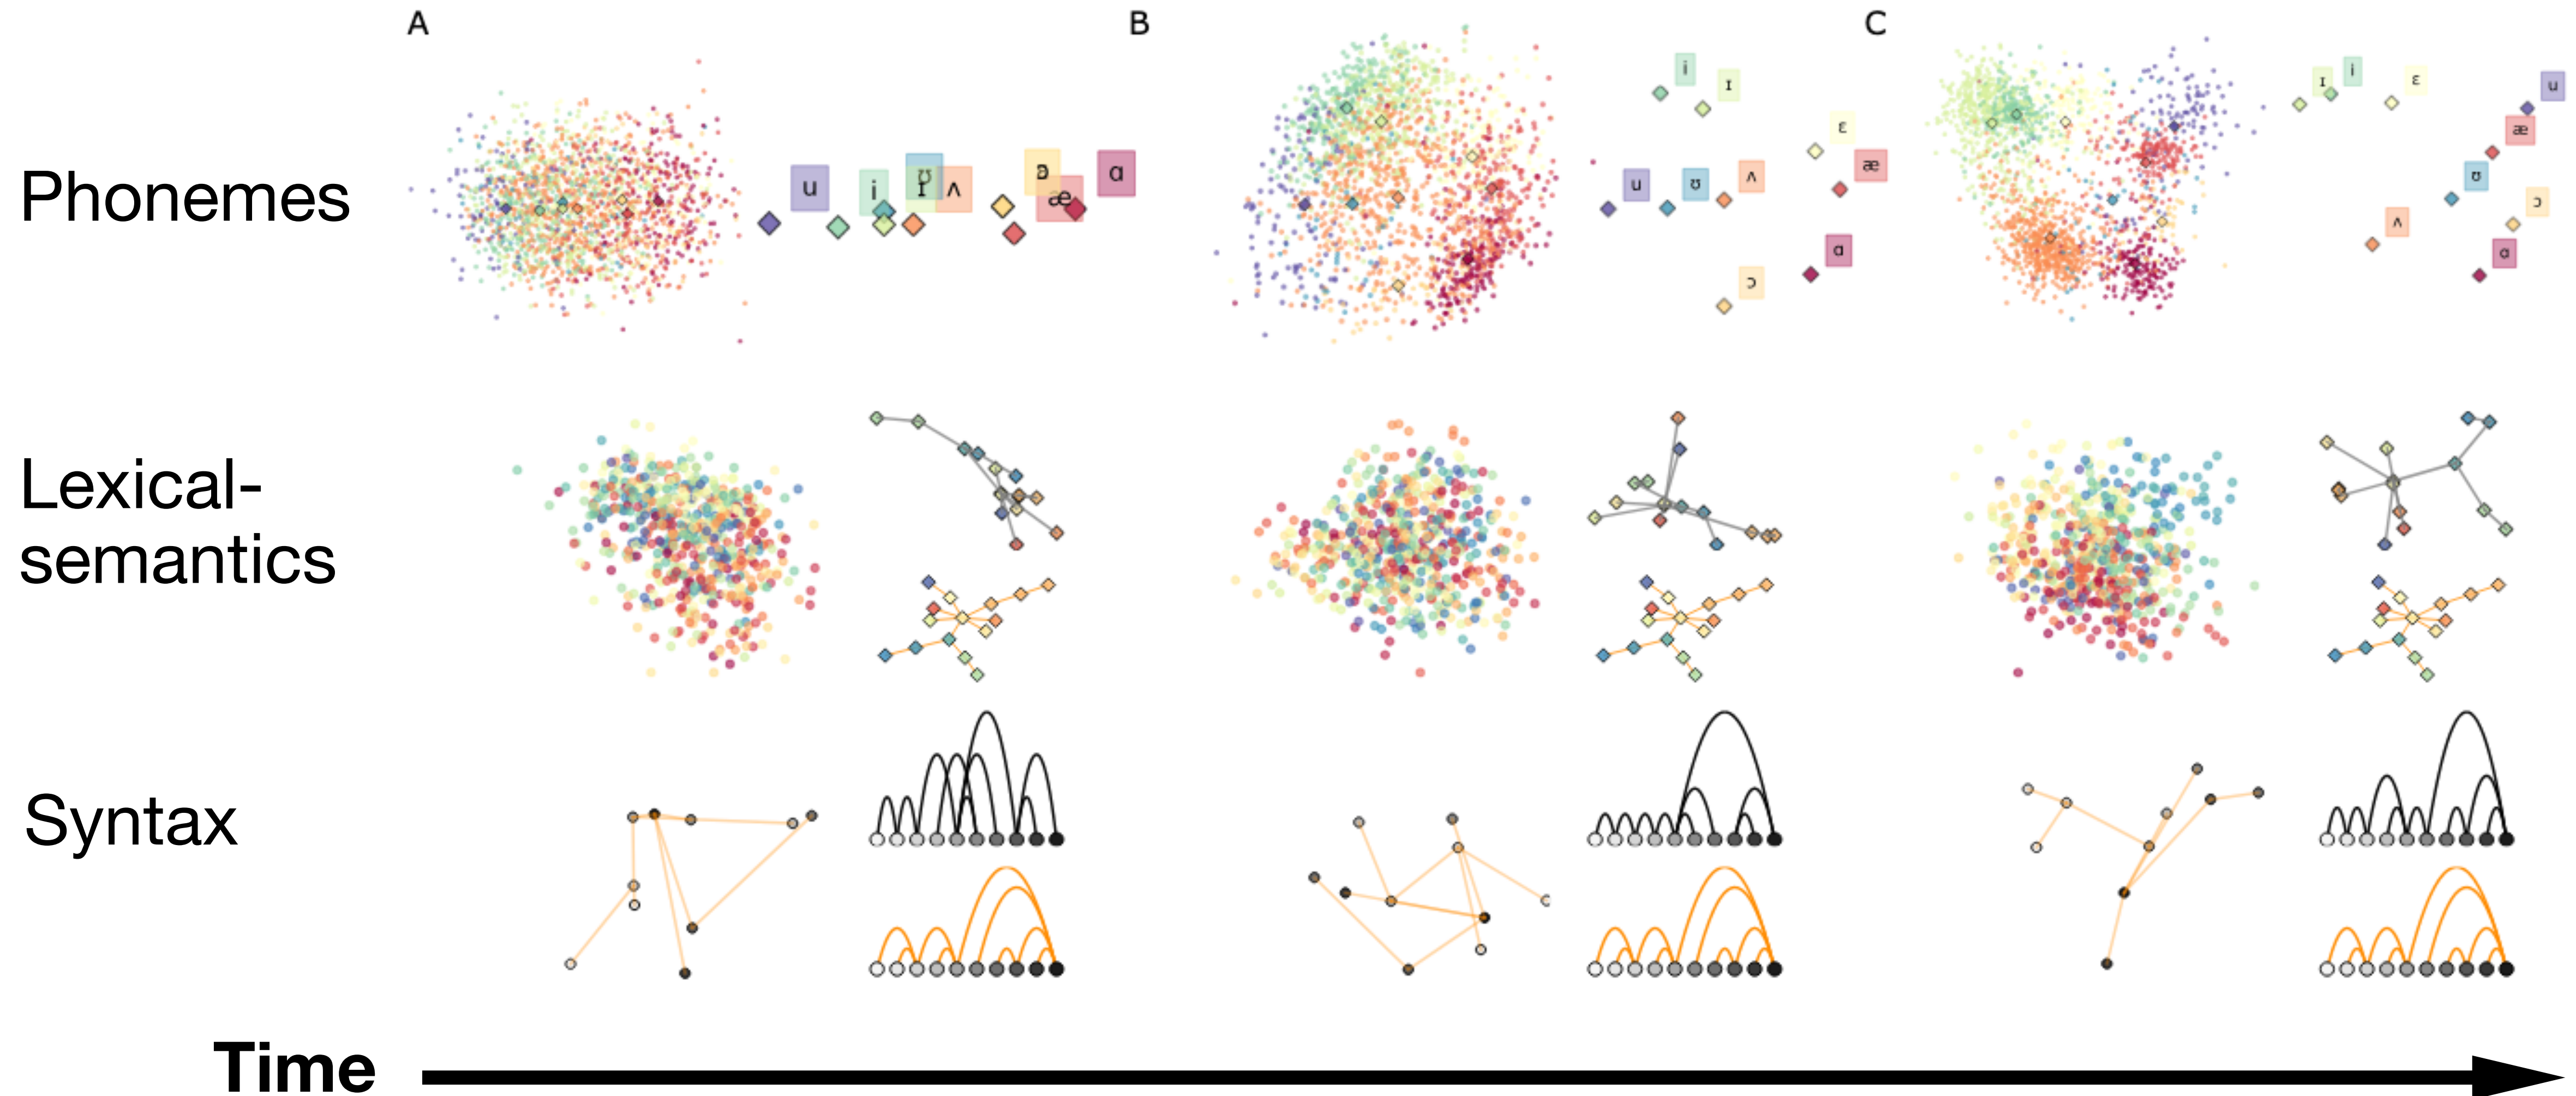 A
B
C
Phonemes
u
i
ʊ
ɪ
ʌ
ɒ
æ
ɑ
i
ɪ
ɛ
æ
u
ʊ
ʌ
ɑ
ɔ
ɪ
i
ɛ
u
æ
ʊ
ɔ
ʌ
ɑ
Lexical-
semantics
Syntax
Time